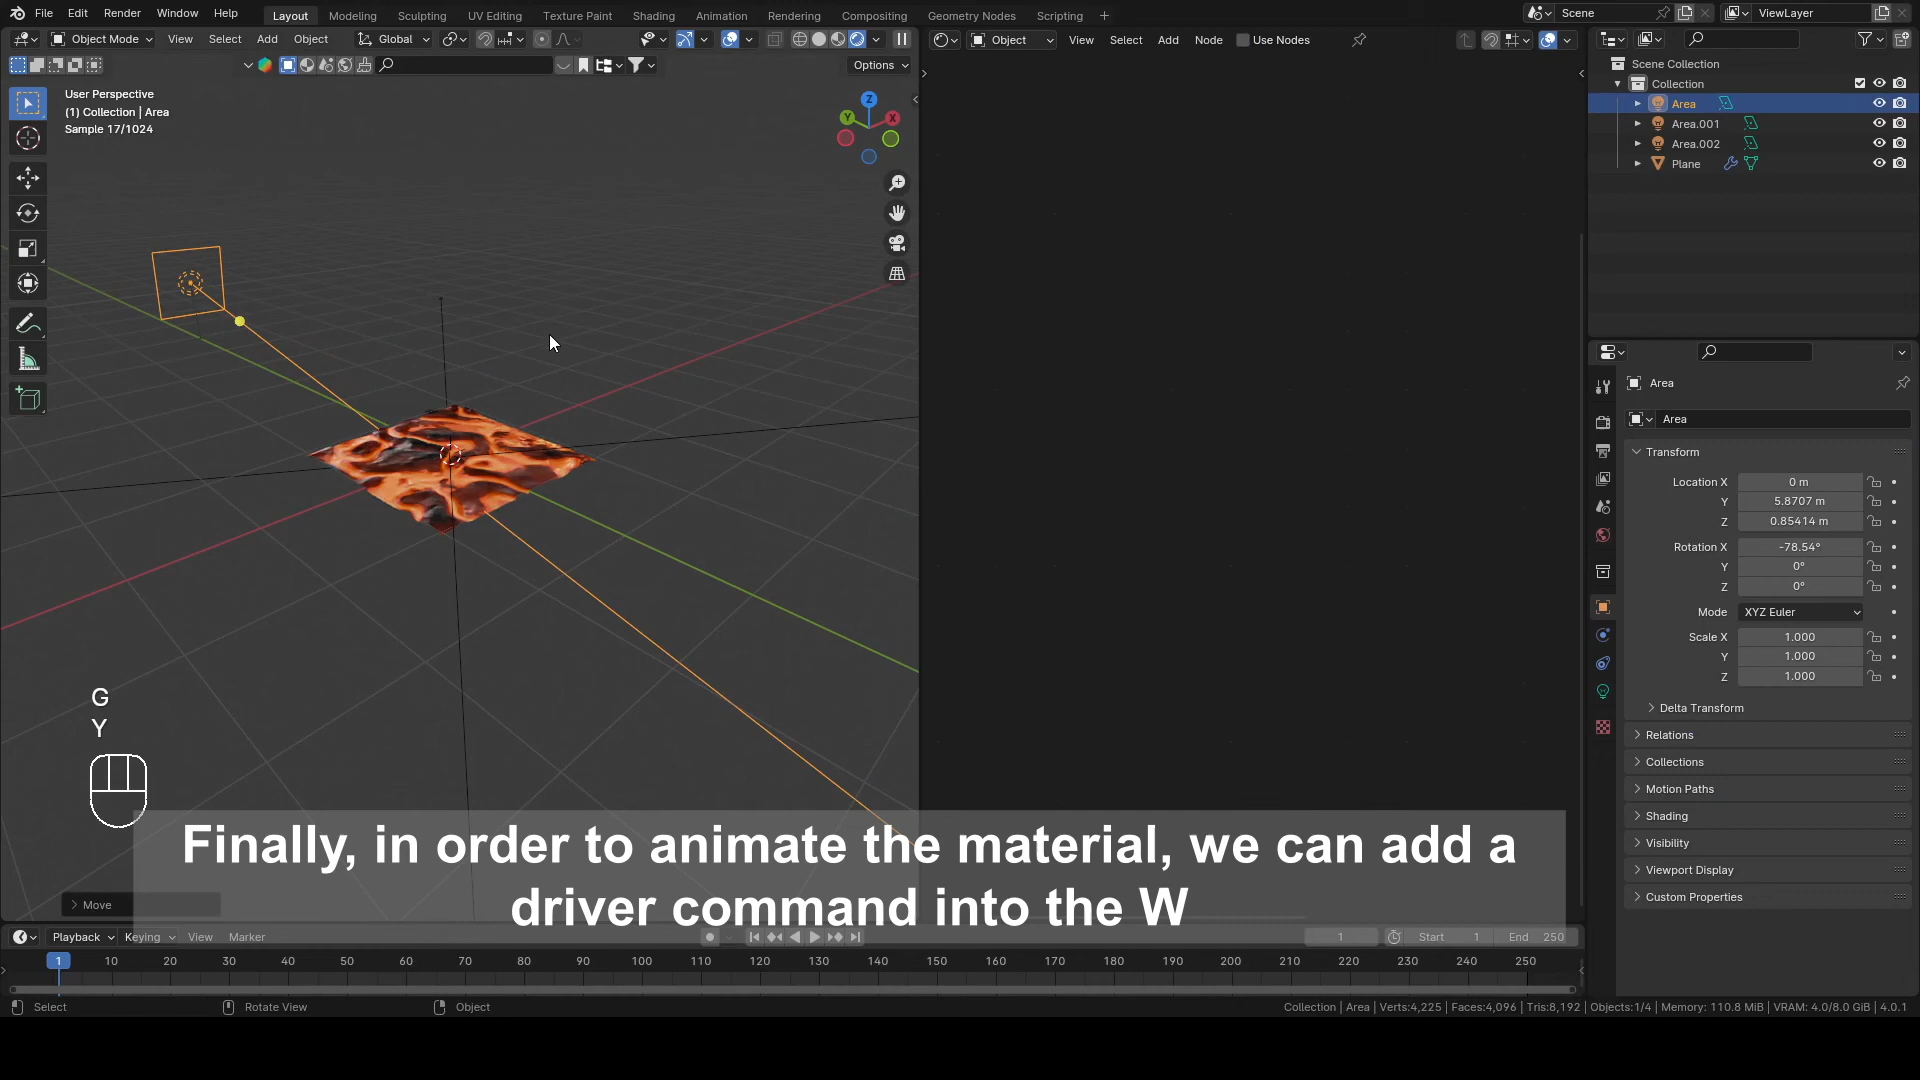 File Edit Render Window Help Layout Modeling Sculpting UV Editing Texture Paint Shading Animation Rendering Compositing Geometry Nodes Scripting + Scene ViewLayer
Object Mode View Select Add Object Global Object View Select Add Node Use Nodes
Options
User Perspective
(1) Collection | Area
Sample 17/1024
Z
Y
X
Scene Collection
Collection
Area
Area.001
Area.002
Plane
Area
Area
Transform
Location X 0 m
Y 5.8707 m
Z 0.85414 m
Rotation X -78.54°
Y 0°
Z 0°
Mode XYZ Euler
Scale X 1.000
Y 1.000
Z 1.000
Delta Transform
Relations
Collections
Motion Paths
Shading
Visibility
Viewport Display
Custom Properties
G
Y
Finally, in order to animate the material, we can add a
driver command into the W
Move
Playback Keying View Marker 1 Start 1 End 250
1 10 20 30 40 50 60 70 80 90 100 110 120 130 140 150 160 170 180 190 200 210 220 230 240 250
Select Rotate View Object Collection | Area | Verts:4,225 | Faces:4,096 | Tris:8,192 | Objects:1/4 | Memory: 110.8 MiB | VRAM: 4.0/8.0 GiB | 4.0.1